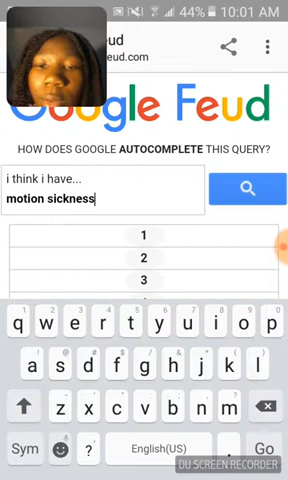 44% 10:01 AM
eud
eud.com
Google Feud
HOW DOES GOOGLE AUTOCOMPLETE THIS QUERY?
i think i have...
motion sickness
1
2
3
q w e r t y u i o p
a @ s # d & f * g - h + j ( k ) l
z x c v b n m
Sym ? English(US) . Go
DU SCREEN RECORDER